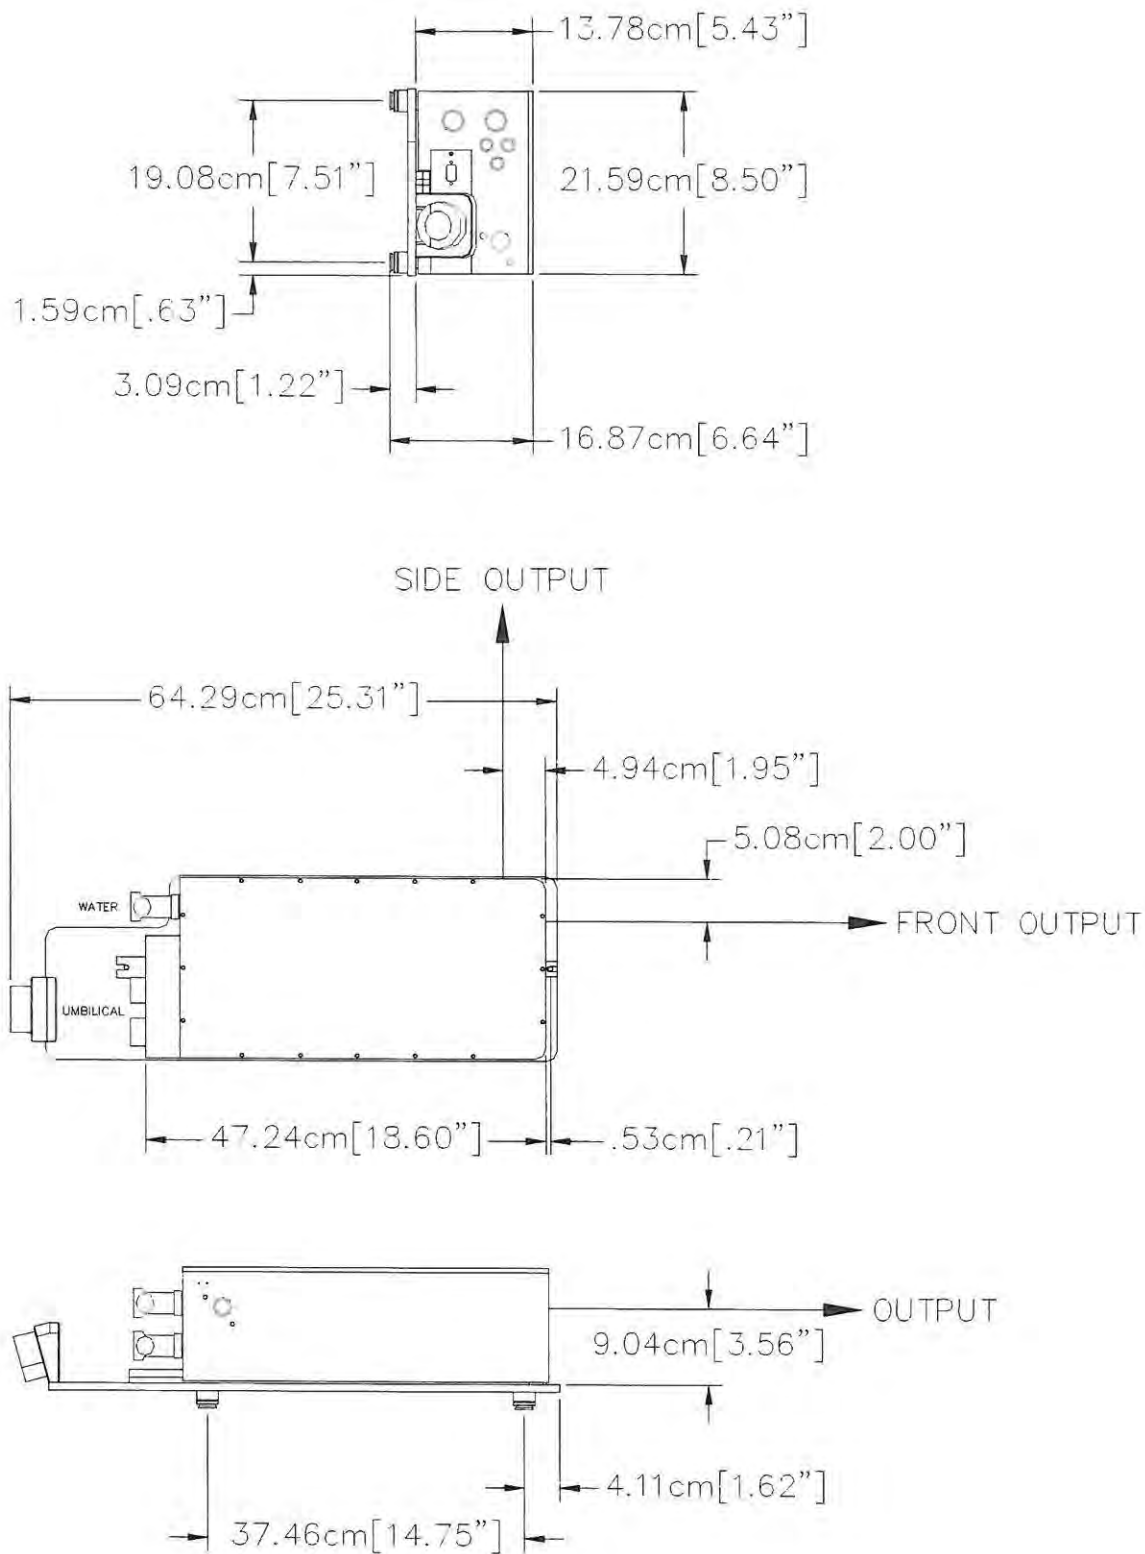 13.78cm[5.43”]
19.08cm[7.51”]
21.59cm[8.50”]
1.59cm[.63”]
3.09cm[1.22”]
16.87cm[6.64”]
SIDE OUTPUT
64.29cm[25.31”]
4.94cm[1.95”]
5.08cm[2.00”]
WATER
FRONT OUTPUT
UMBILICAL
47.24cm[18.60”]
.53cm[.21”]
OUTPUT
9.04cm[3.56”]
4.11cm[1.62”]
37.46cm[14.75”]